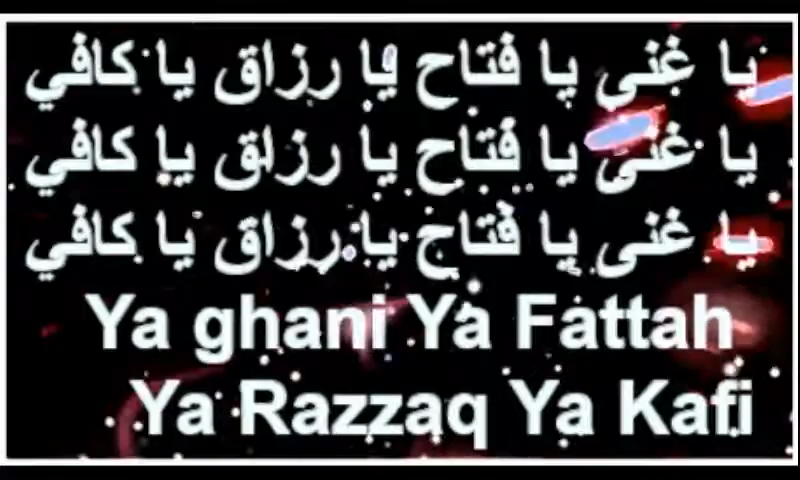 يا غني يا فتاح يا رزاق يا كافي
يا غني يا فتاح يا رزاق يا كافي
يا غني يا فتاح يا رزاق يا كافي
Ya ghani Ya Fattah
Ya Razzaq Ya Kafi